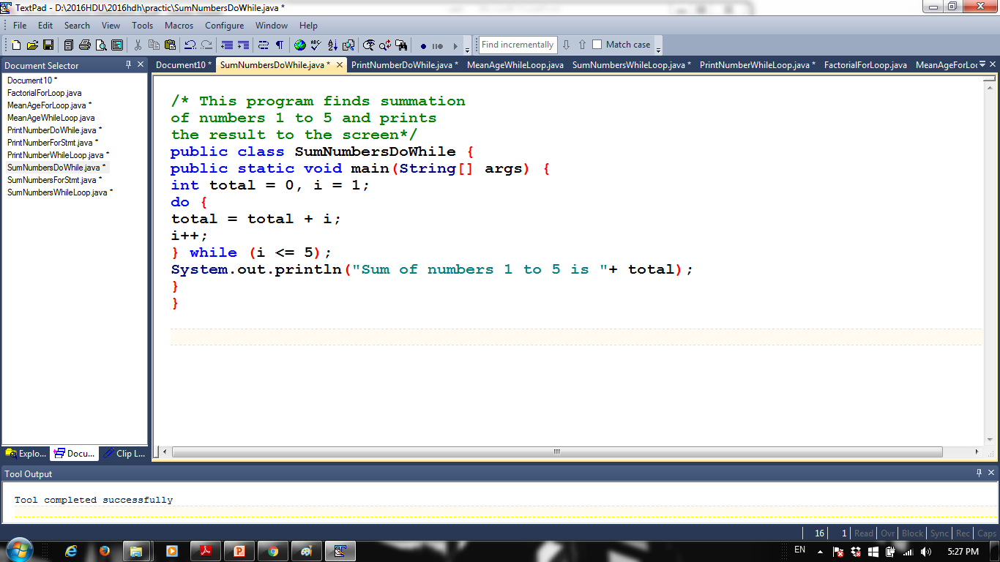 TextPad - D:\2016HDU\2016hdh\practic\SumNumbersDoWhile.java *
File Edit Search View Tools Macros Configure Window Help
Find incrementally Match case
Document Selector
Document10 * SumNumbersDoWhile.java * PrintNumberDoWhile.java * MeanAgeWhileLoop.java SumNumbersWhileLoop.java * PrintNumberWhileLoop.java * FactorialForLoop.java MeanAgeForLoc
Document10 *
FactorialForLoop.java
MeanAgeForLoop.java *
MeanAgeWhileLoop.java
PrintNumberDoWhile.java *
PrintNumberForStmt.java *
PrintNumberWhileLoop.java *
SumNumbersDoWhile.java *
SumNumbersForStmt.java *
SumNumbersWhileLoop.java *
/* This program finds summation
of numbers 1 to 5 and prints
the result to the screen*/
public class SumNumbersDoWhile {
public static void main(String[] args) {
int total = 0, i = 1;
do {
total = total + i;
i++;
} while (i <= 5);
System.out.println("Sum of numbers 1 to 5 is "+ total);
}
}
Explo... Docu... Clip L...
Tool Output
Tool completed successfully
16 1 Read Ovr Block Sync Rec Caps
EN 5:27 PM